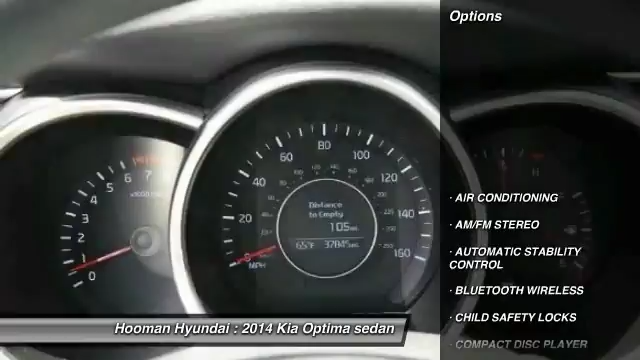 Options
80
60
100
40
120
20
140
0
160
MPH
Distance
to Empty
105
65°F
7
6
5
4
3
2
1
0
· AIR CONDITIONING
· AM/FM STEREO
· AUTOMATIC STABILITY
CONTROL
· BLUETOOTH WIRELESS
· CHILD SAFETY LOCKS
· COMPACT DISC PLAYER
Hooman Hyundai : 2014 Kia Optima sedan